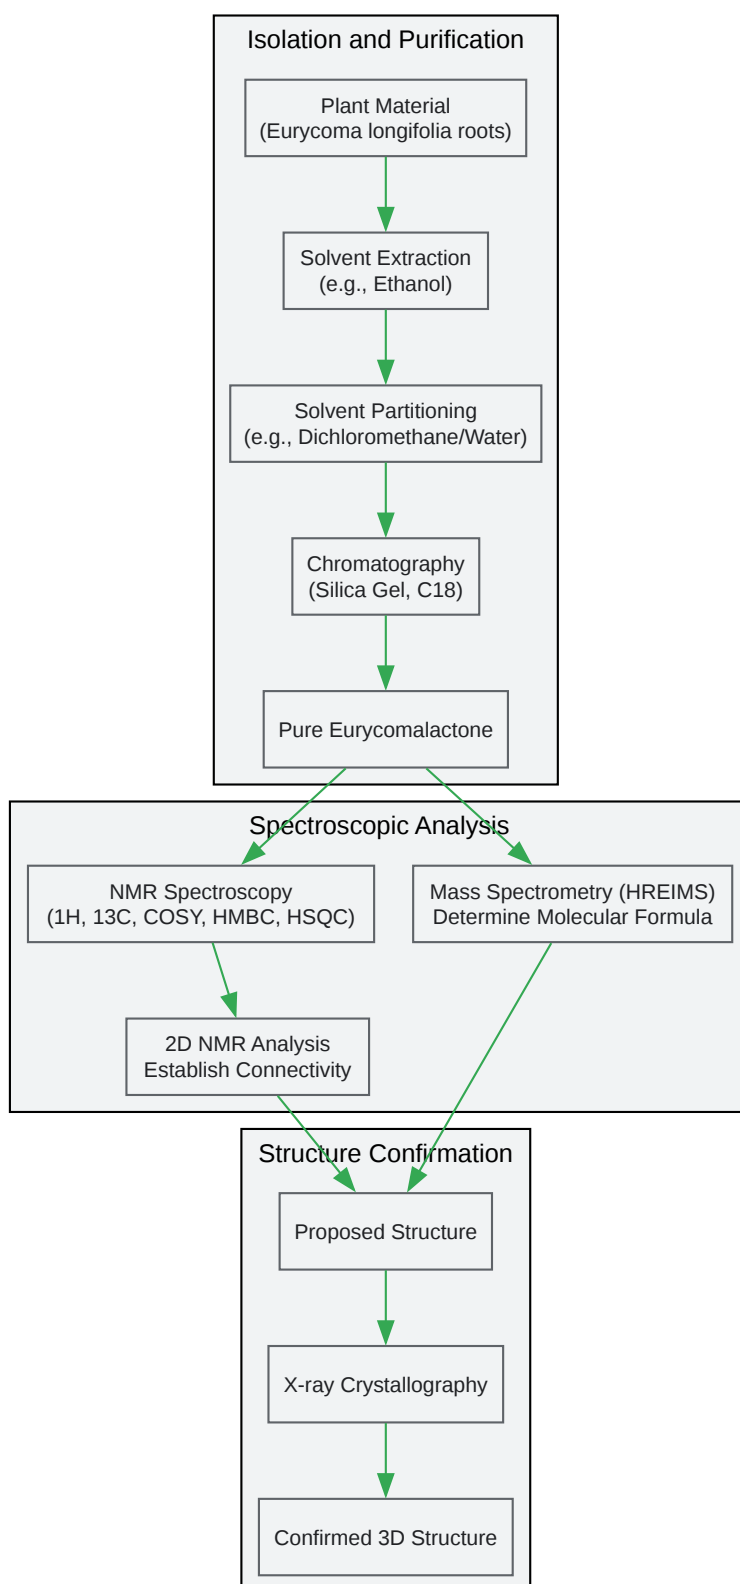 Isolation and Purification
Plant Material
(Eurycoma longifolia roots)
Solvent Extraction
(e.g., Ethanol)
Solvent Partitioning
(e.g., Dichloromethane/Water)
Chromatography
(Silica Gel, C18)
Pure Eurycomalactone
Spectroscopic Analysis
NMR Spectroscopy
(1H, 13C, COSY, HMBC, HSQC)
Mass Spectrometry (HREIMS)
Determine Molecular Formula
2D NMR Analysis
Establish Connectivity
Structure Confirmation
Proposed Structure
X-ray Crystallography
Confirmed 3D Structure